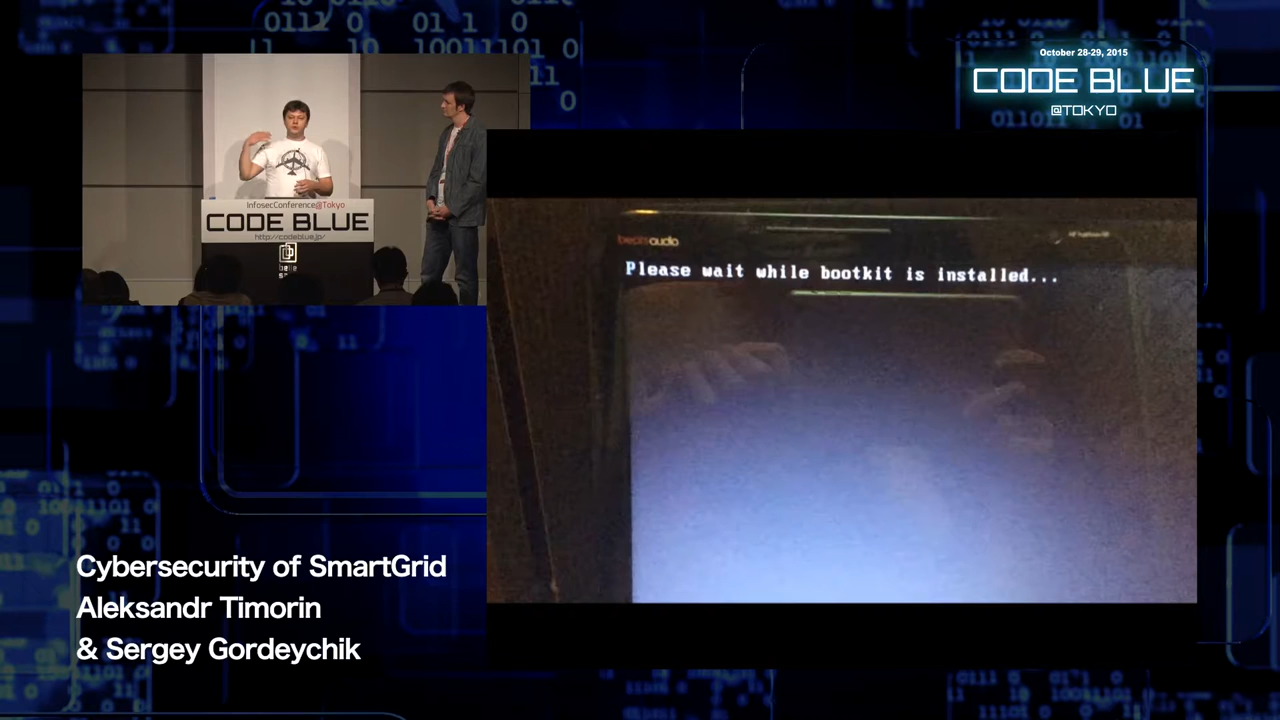 October 28-29, 2015
CODE BLUE
@TOKYO
InfosecConference@Tokyo
CODE BLUE
http://codeblue.jp/
beatsaudio
Please wait while bootkit is installed...
Cybersecurity of SmartGrid
Aleksandr Timorin
& Sergey Gordeychik